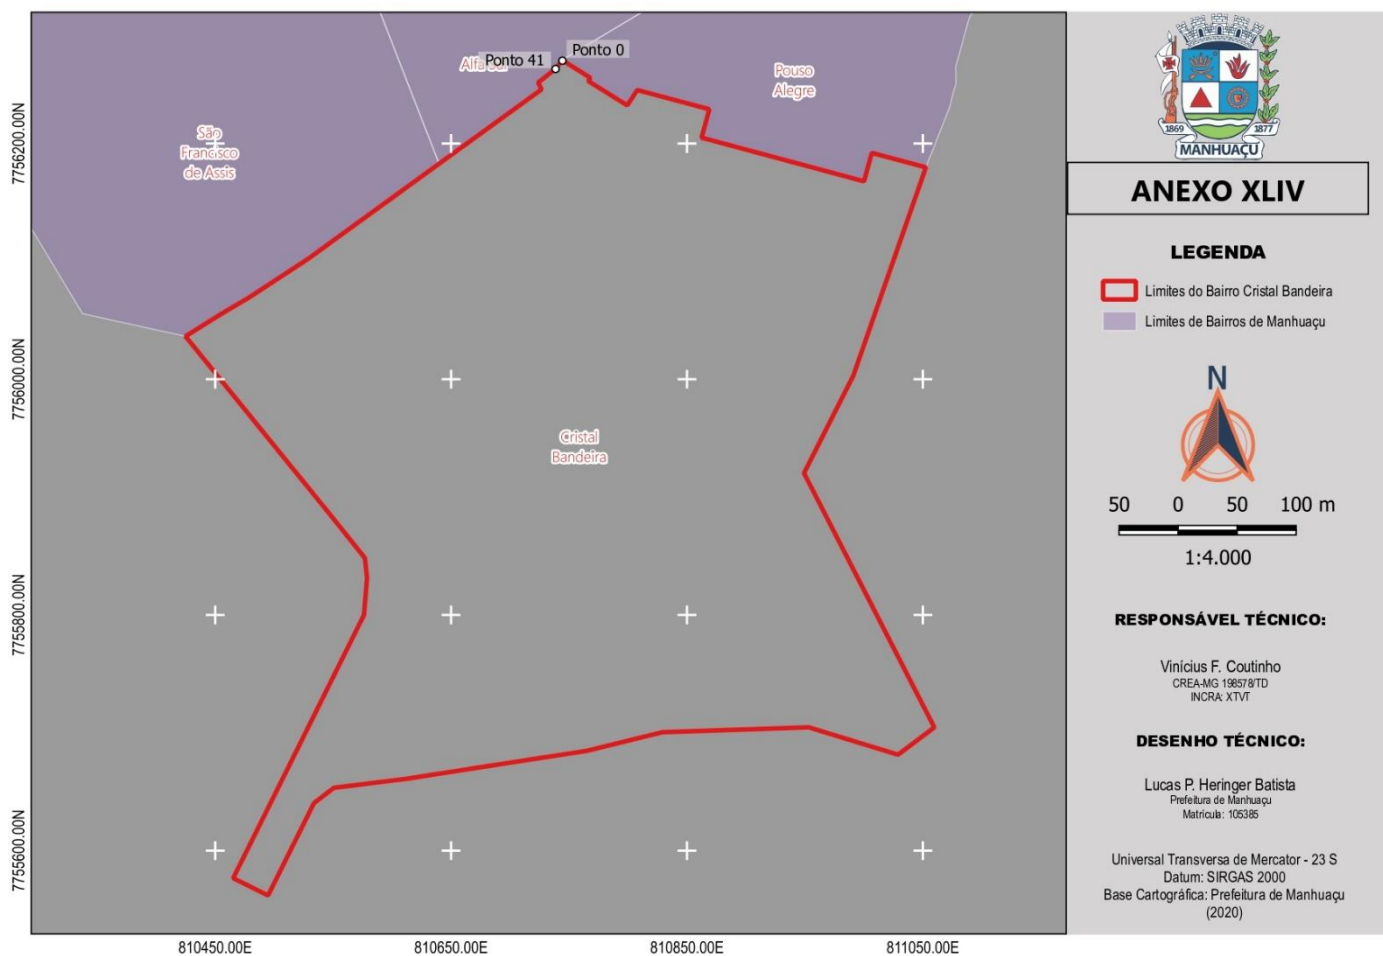 Ponto 0
Ponto 41
Pouso
Alegre
São
Francisco
de Assis
Cristal
Bandeira
7756200.00N
7756000.00N
7755800.00N
7755600.00N
810450.00E
810650.00E
810850.00E
811050.00E
1869
1877
MANHUAÇU
ANEXO XLIV
LEGENDA
Limites do Bairro Cristal Bandeira
Limites de Bairros de Manhuaçu
N
50 0 50 100 m
1:4.000
RESPONSÁVEL TÉCNICO:
Vinícius F. Coutinho
CREA-MG 198578/TD
INCRA: XTVT
DESENHO TÉCNICO:
Lucas P. Heringer Batista
Prefeitura de Manhuaçu
Matrícula: 105385
Universal Transversa de Mercator - 23 S
Datum: SIRGAS 2000
Base Cartográfica: Prefeitura de Manhuaçu
(2020)